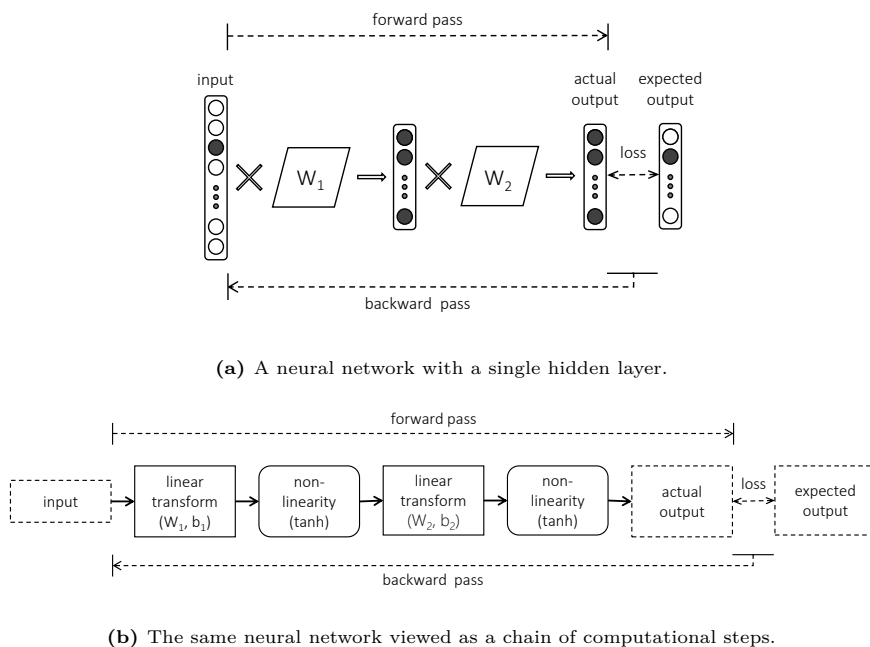 forward pass
input
actual
output
expected
output
W1
W2
loss
backward pass
(a) A neural network with a single hidden layer.
forward pass
input
linear
transform
(W1, b1)
non-
linearity
(tanh)
linear
transform
(W2, b2)
non-
linearity
(tanh)
actual
output
loss
expected
output
backward pass
(b) The same neural network viewed as a chain of computational steps.